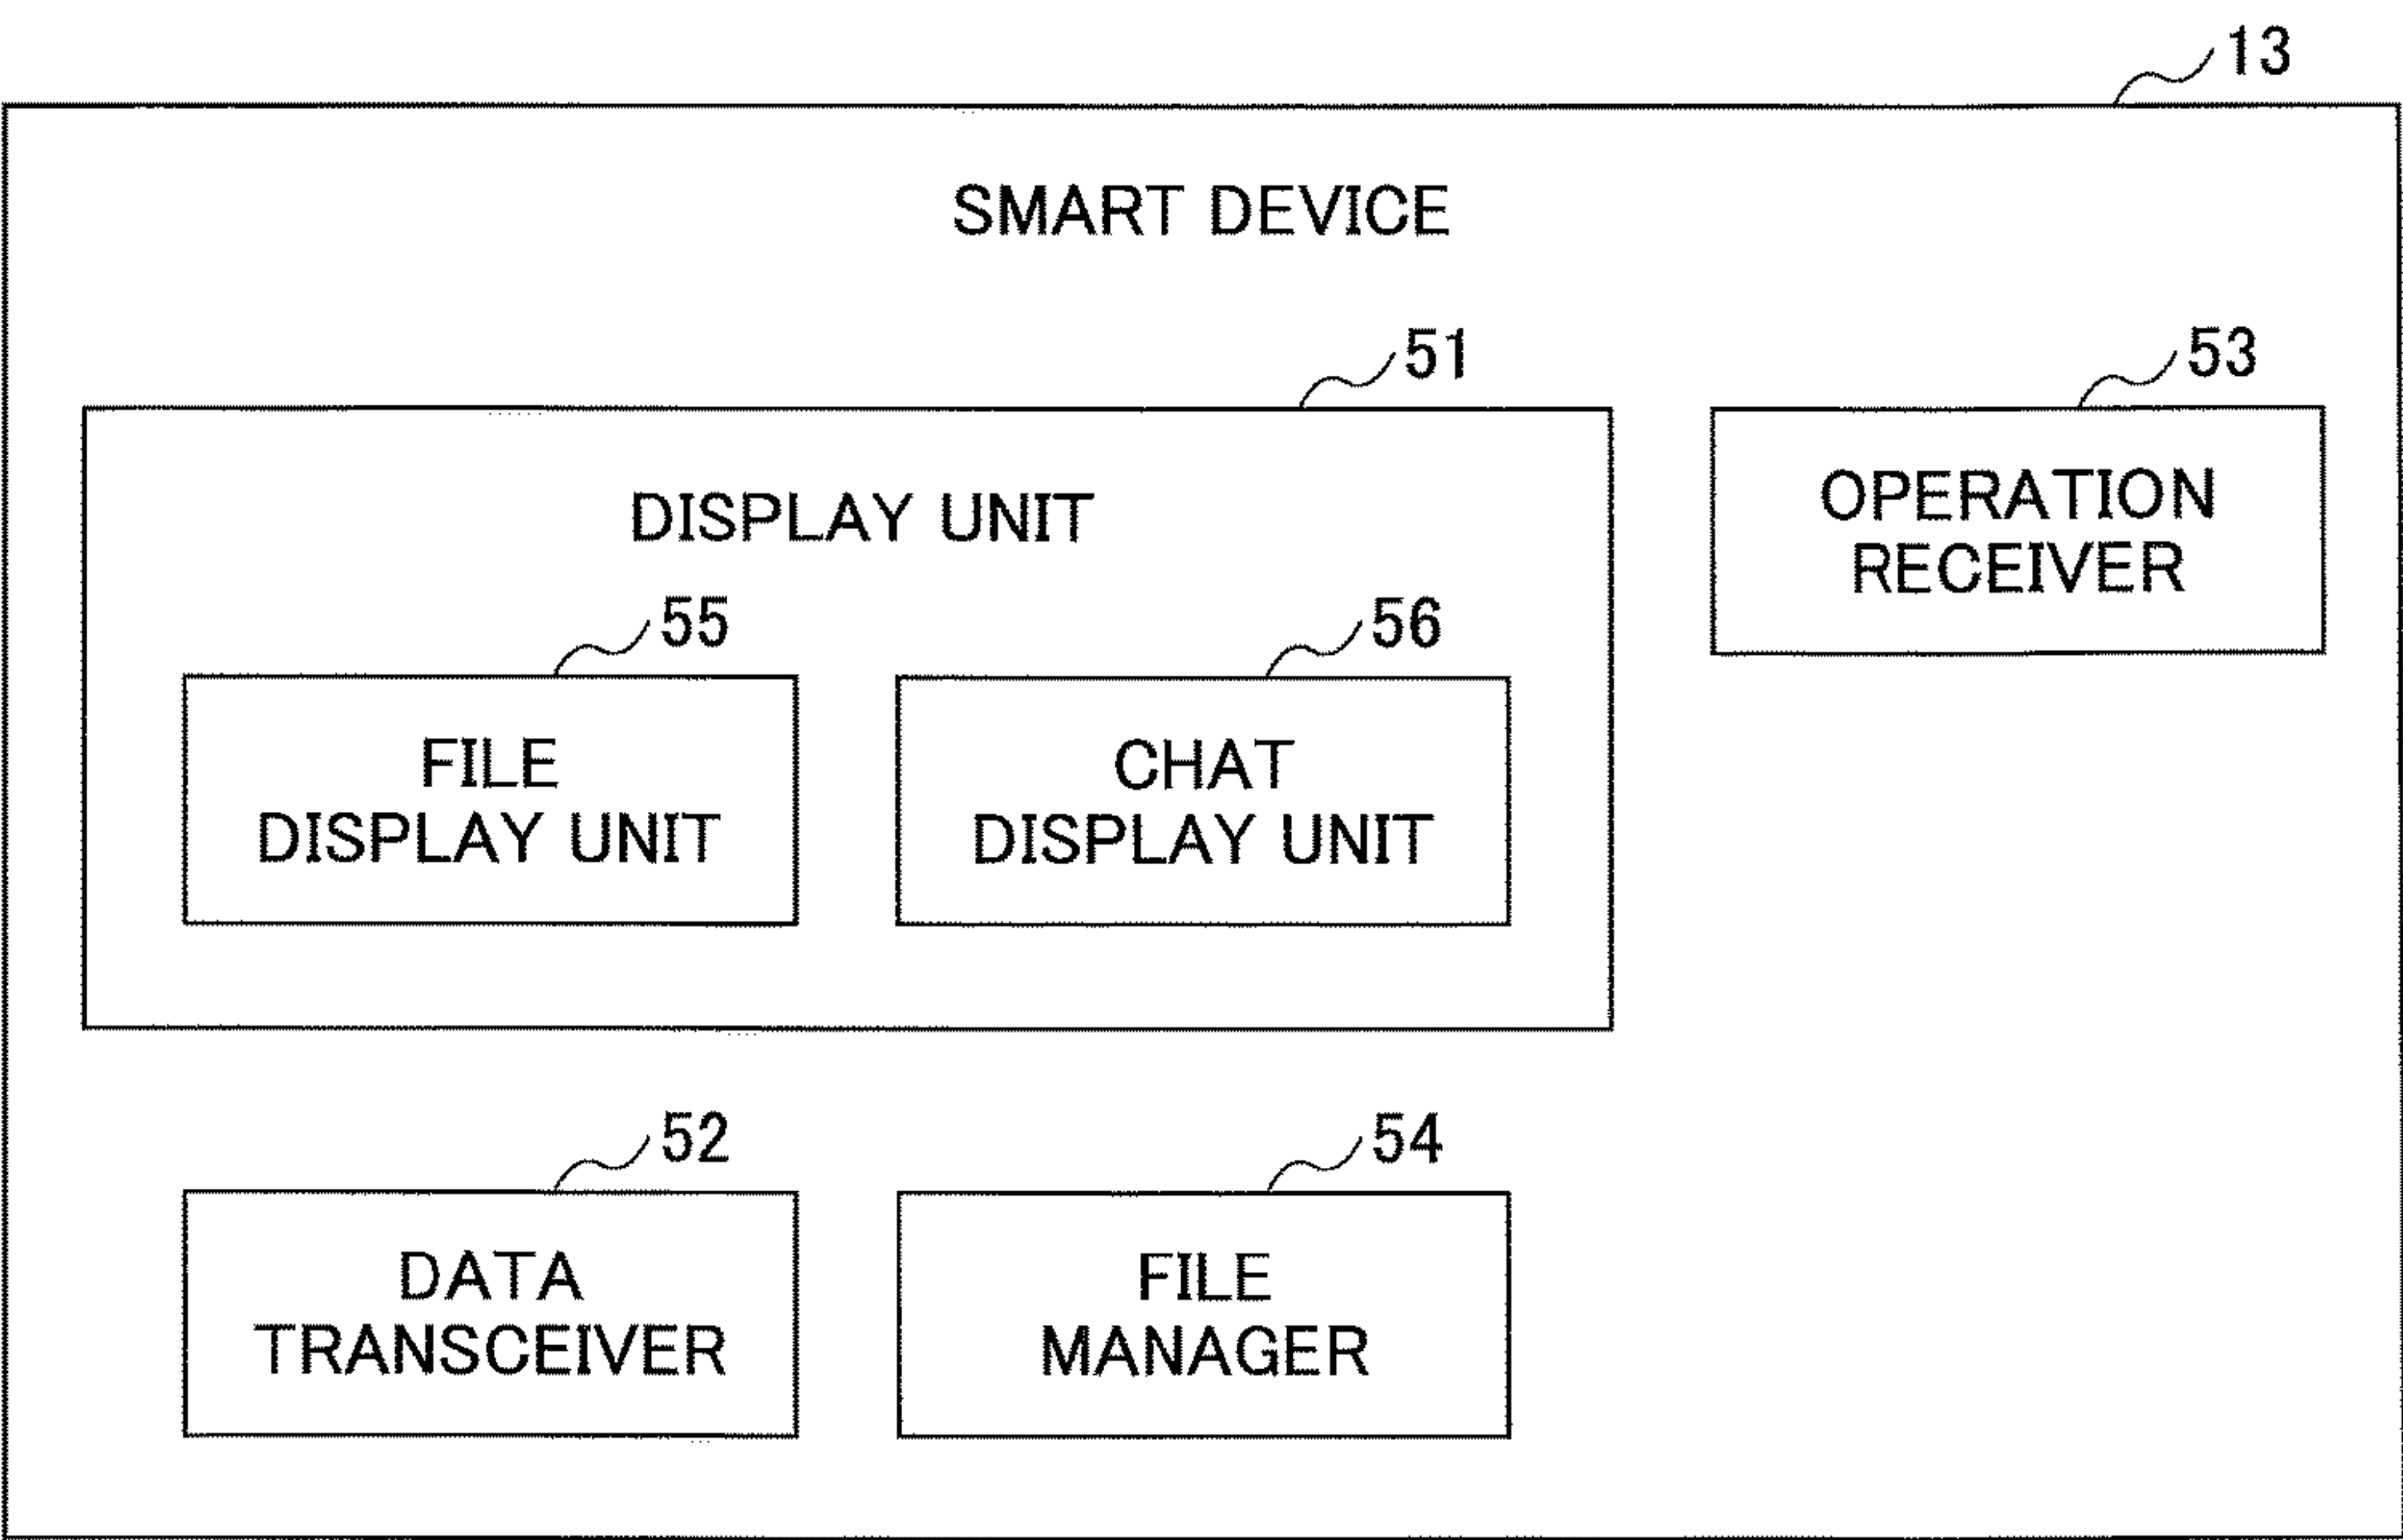 13
SMART DEVICE
51
53
DISPLAY UNIT
OPERATION
RECEIVER
55
56
FILE
DISPLAY UNIT
CHAT
DISPLAY UNIT
52
54
DATA
TRANSCEIVER
FILE
MANAGER